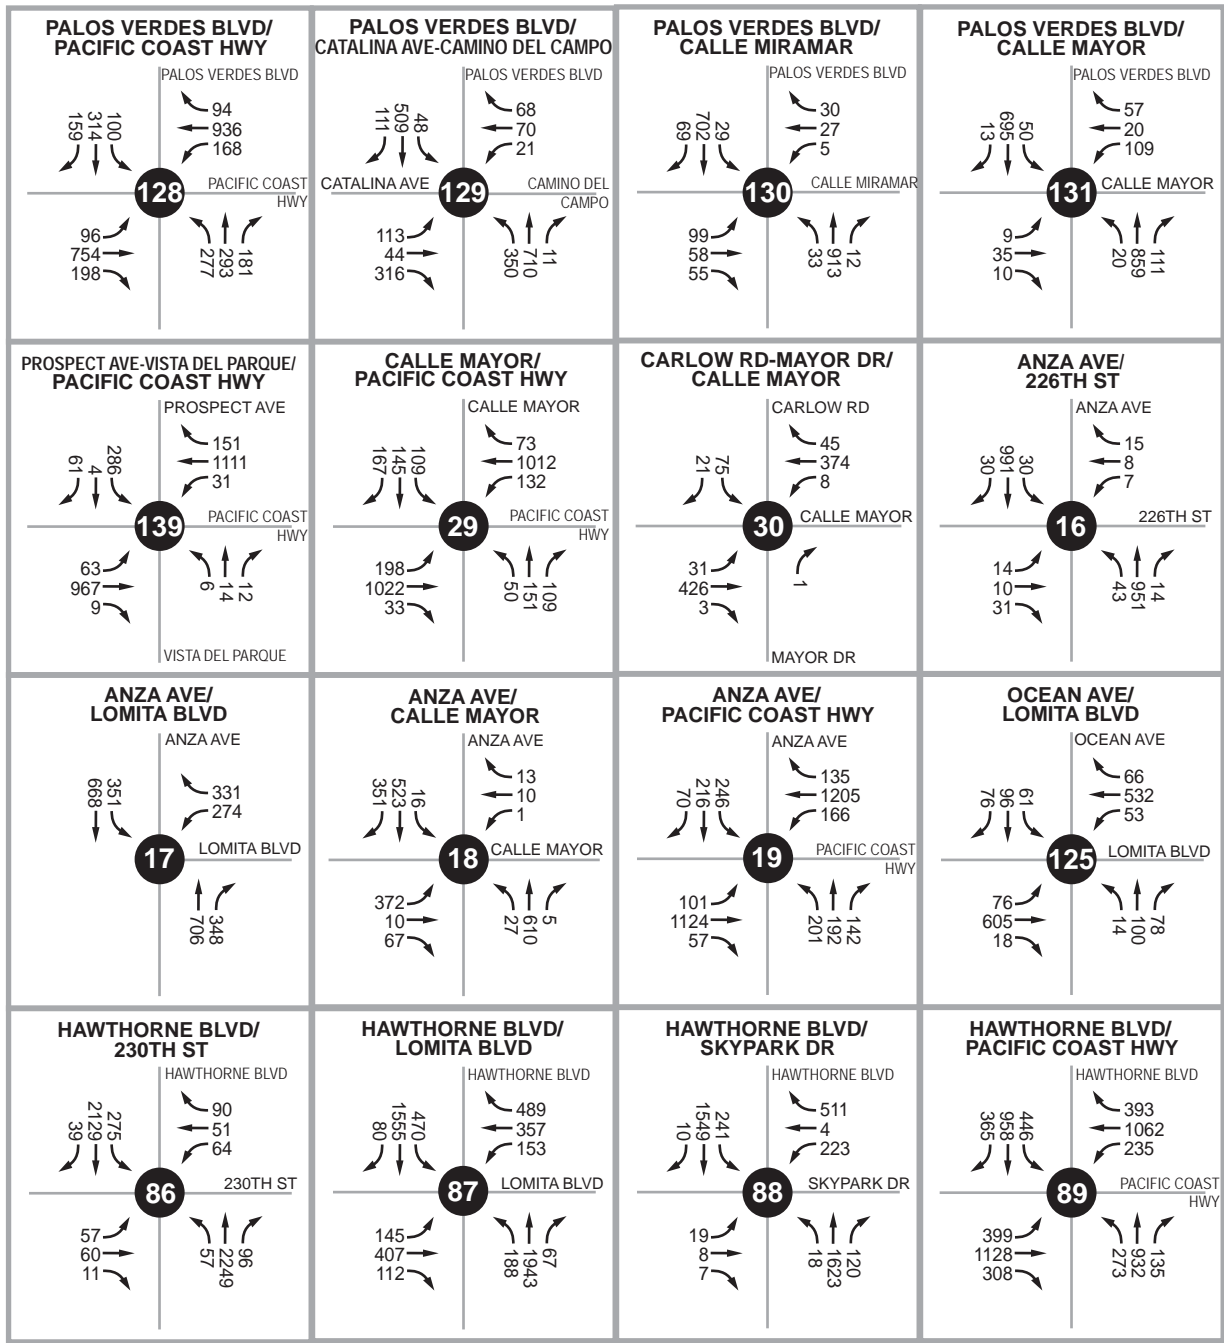 PALOS VERDES BLVD/
PACIFIC COAST HWY
PALOS VERDES BLVD
159
314
100
94
936
168
128
PACIFIC COAST
HWY
96
754
198
277
293
181
PALOS VERDES BLVD/
CATALINA AVE-CAMINO DEL CAMPO
PALOS VERDES BLVD
111
509
48
68
70
21
CATALINA AVE
129
CAMINO DEL
CAMPO
113
44
316
350
710
11
PALOS VERDES BLVD/
CALLE MIRAMAR
PALOS VERDES BLVD
69
702
29
30
27
5
130
CALLE MIRAMAR
99
58
55
33
913
12
PALOS VERDES BLVD/
CALLE MAYOR
PALOS VERDES BLVD
13
695
50
57
20
109
131
CALLE MAYOR
9
35
10
20
859
111
PROSPECT AVE-VISTA DEL PARQUE/
PACIFIC COAST HWY
PROSPECT AVE
61
4
286
151
1111
31
139
PACIFIC COAST
HWY
63
967
9
6
14
12
VISTA DEL PARQUE
CALLE MAYOR/
PACIFIC COAST HWY
CALLE MAYOR
167
145
109
73
1012
132
29
PACIFIC COAST
HWY
198
1022
33
50
151
109
CARLOW RD-MAYOR DR/
CALLE MAYOR
CARLOW RD
21
75
45
374
8
30
CALLE MAYOR
31
426
3
1
MAYOR DR
ANZA AVE/
226TH ST
ANZA AVE
30
991
30
15
8
7
16
226TH ST
14
10
31
43
951
14
ANZA AVE/
LOMITA BLVD
ANZA AVE
668
351
331
274
17
LOMITA BLVD
706
348
ANZA AVE/
CALLE MAYOR
ANZA AVE
351
523
16
13
10
1
18
CALLE MAYOR
372
10
67
27
610
5
ANZA AVE/
PACIFIC COAST HWY
ANZA AVE
70
216
246
135
1205
166
19
PACIFIC COAST
HWY
101
1124
57
201
192
142
OCEAN AVE/
LOMITA BLVD
OCEAN AVE
76
96
61
66
532
53
125
LOMITA BLVD
76
605
18
14
100
78
HAWTHORNE BLVD/
230TH ST
HAWTHORNE BLVD
39
2129
275
90
51
64
86
230TH ST
57
60
11
57
2249
96
HAWTHORNE BLVD/
LOMITA BLVD
HAWTHORNE BLVD
80
1555
470
489
357
153
87
LOMITA BLVD
145
407
112
188
1943
67
HAWTHORNE BLVD/
SKYPARK DR
HAWTHORNE BLVD
10
1549
241
511
4
223
88
SKYPARK DR
19
8
7
18
1623
120
HAWTHORNE BLVD/
PACIFIC COAST HWY
HAWTHORNE BLVD
365
958
446
393
1062
235
89
PACIFIC COAST
HWY
399
1128
308
273
932
135